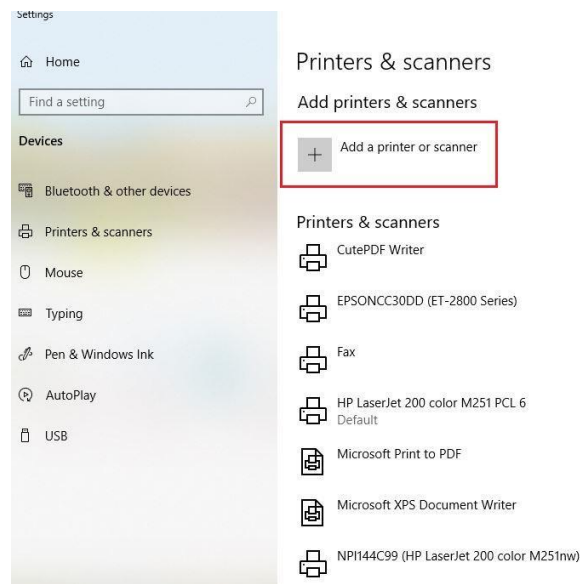 Settings
Home
Find a setting
Devices
Bluetooth & other devices
Printers & scanners
Mouse
Typing
Pen & Windows Ink
AutoPlay
USB
Printers & scanners
Add printers & scanners
Add a printer or scanner
Printers & scanners
CutePDF Writer
EPSONCC30DD (ET-2800 Series)
Fax
HP LaserJet 200 color M251 PCL 6
Default
Microsoft Print to PDF
Microsoft XPS Document Writer
NPI144C99 (HP LaserJet 200 color M251nw)